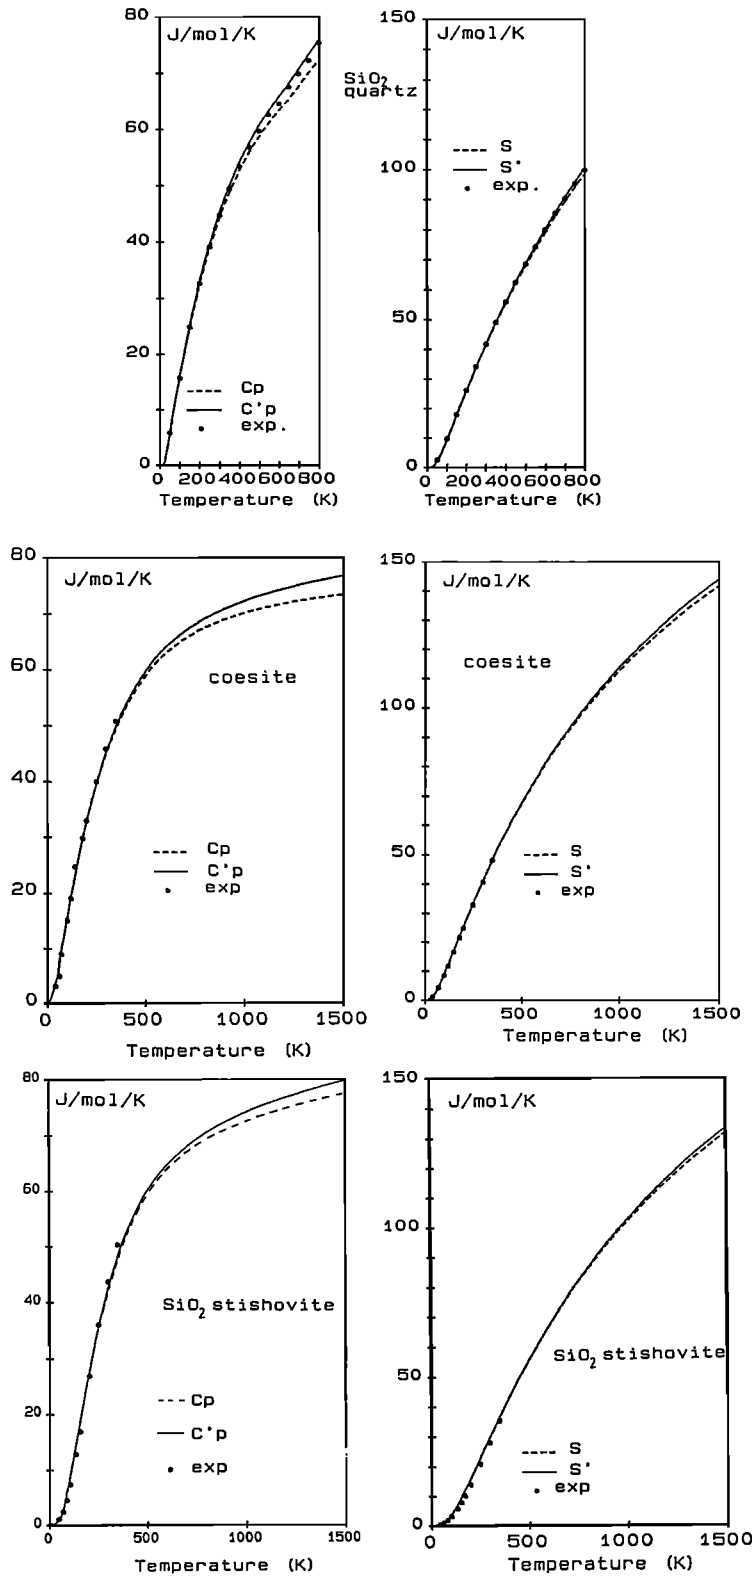 80
J/mol/K
60
40
20
0
Cp
C'p
exp.
0 200 400 600 800
Temperature (K)
SiO2
quartz
150
J/mol/K
100
50
0
S
S'
exp.
0 200 400 600 800
Temperature (K)
80
J/mol/K
60
40
20
0
coesite
Cp
C'p
exp
0 500 1000 1500
Temperature (K)
150
J/mol/K
100
50
0
coesite
S
S'
exp
0 500 1000 1500
Temperature (K)
80
J/mol/K
60
40
20
0
SiO2 stishovite
Cp
C'p
exp
0 500 1000 1500
Temperature (K)
150
J/mol/K
100
50
0
SiO2 stishovite
S
S'
exp
0 500 1000 1500
Temperature (K)